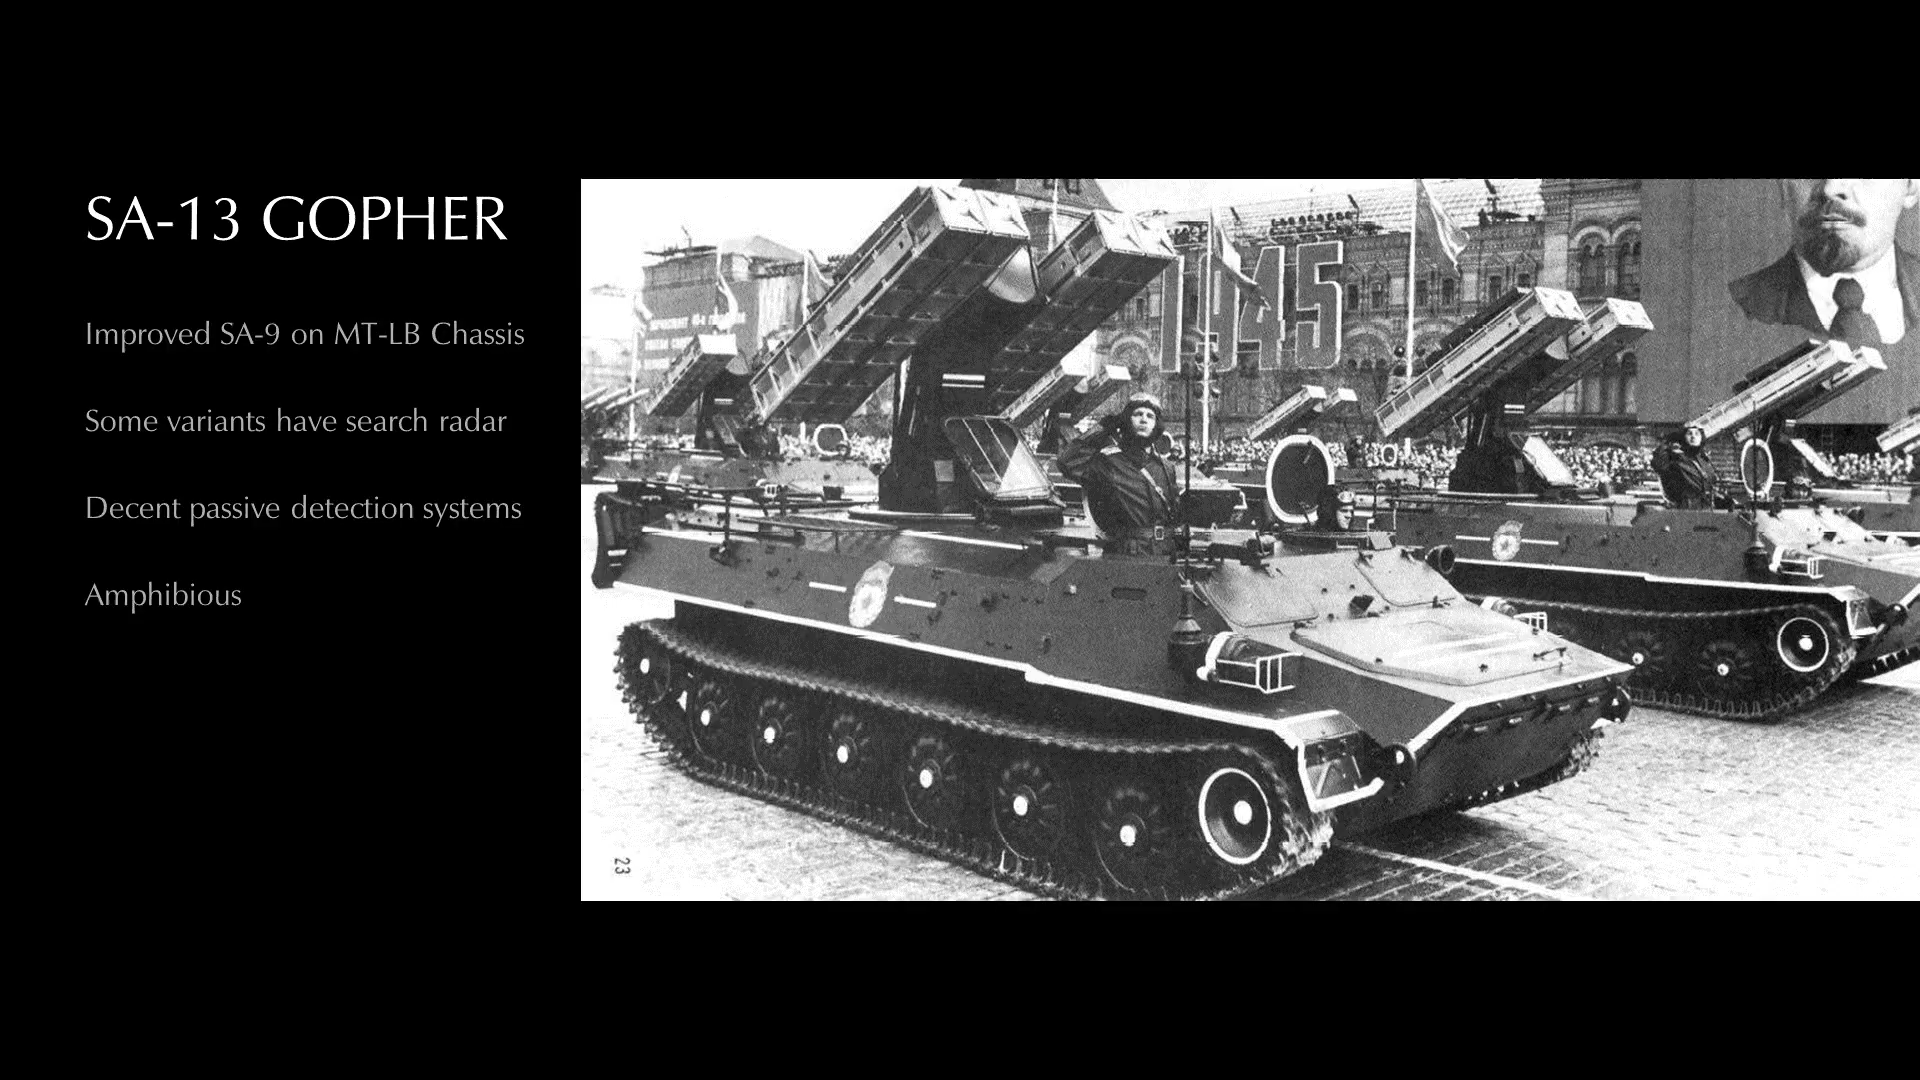 SA-13 GOPHER
Improved SA-9 on MT-LB Chassis
Some variants have search radar
Decent passive detection systems
Amphibious
1945
23